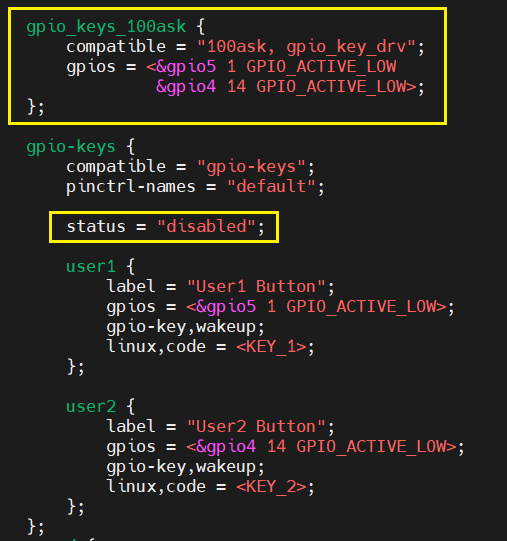 gpio_keys_100ask {
    compatible = "100ask, gpio_key_drv";
    gpios = <&gpio5 1 GPIO_ACTIVE_LOW
             &gpio4 14 GPIO_ACTIVE_LOW>;
};
gpio-keys {
    compatible = "gpio-keys";
    pinctrl-names = "default";
    status = "disabled";
    user1 {
        label = "User1 Button";
        gpios = <&gpio5 1 GPIO_ACTIVE_LOW>;
        gpio-key,wakeup;
        linux,code = <KEY_1>;
    };
    user2 {
        label = "User2 Button";
        gpios = <&gpio4 14 GPIO_ACTIVE_LOW>;
        gpio-key,wakeup;
        linux,code = <KEY_2>;
    };
};